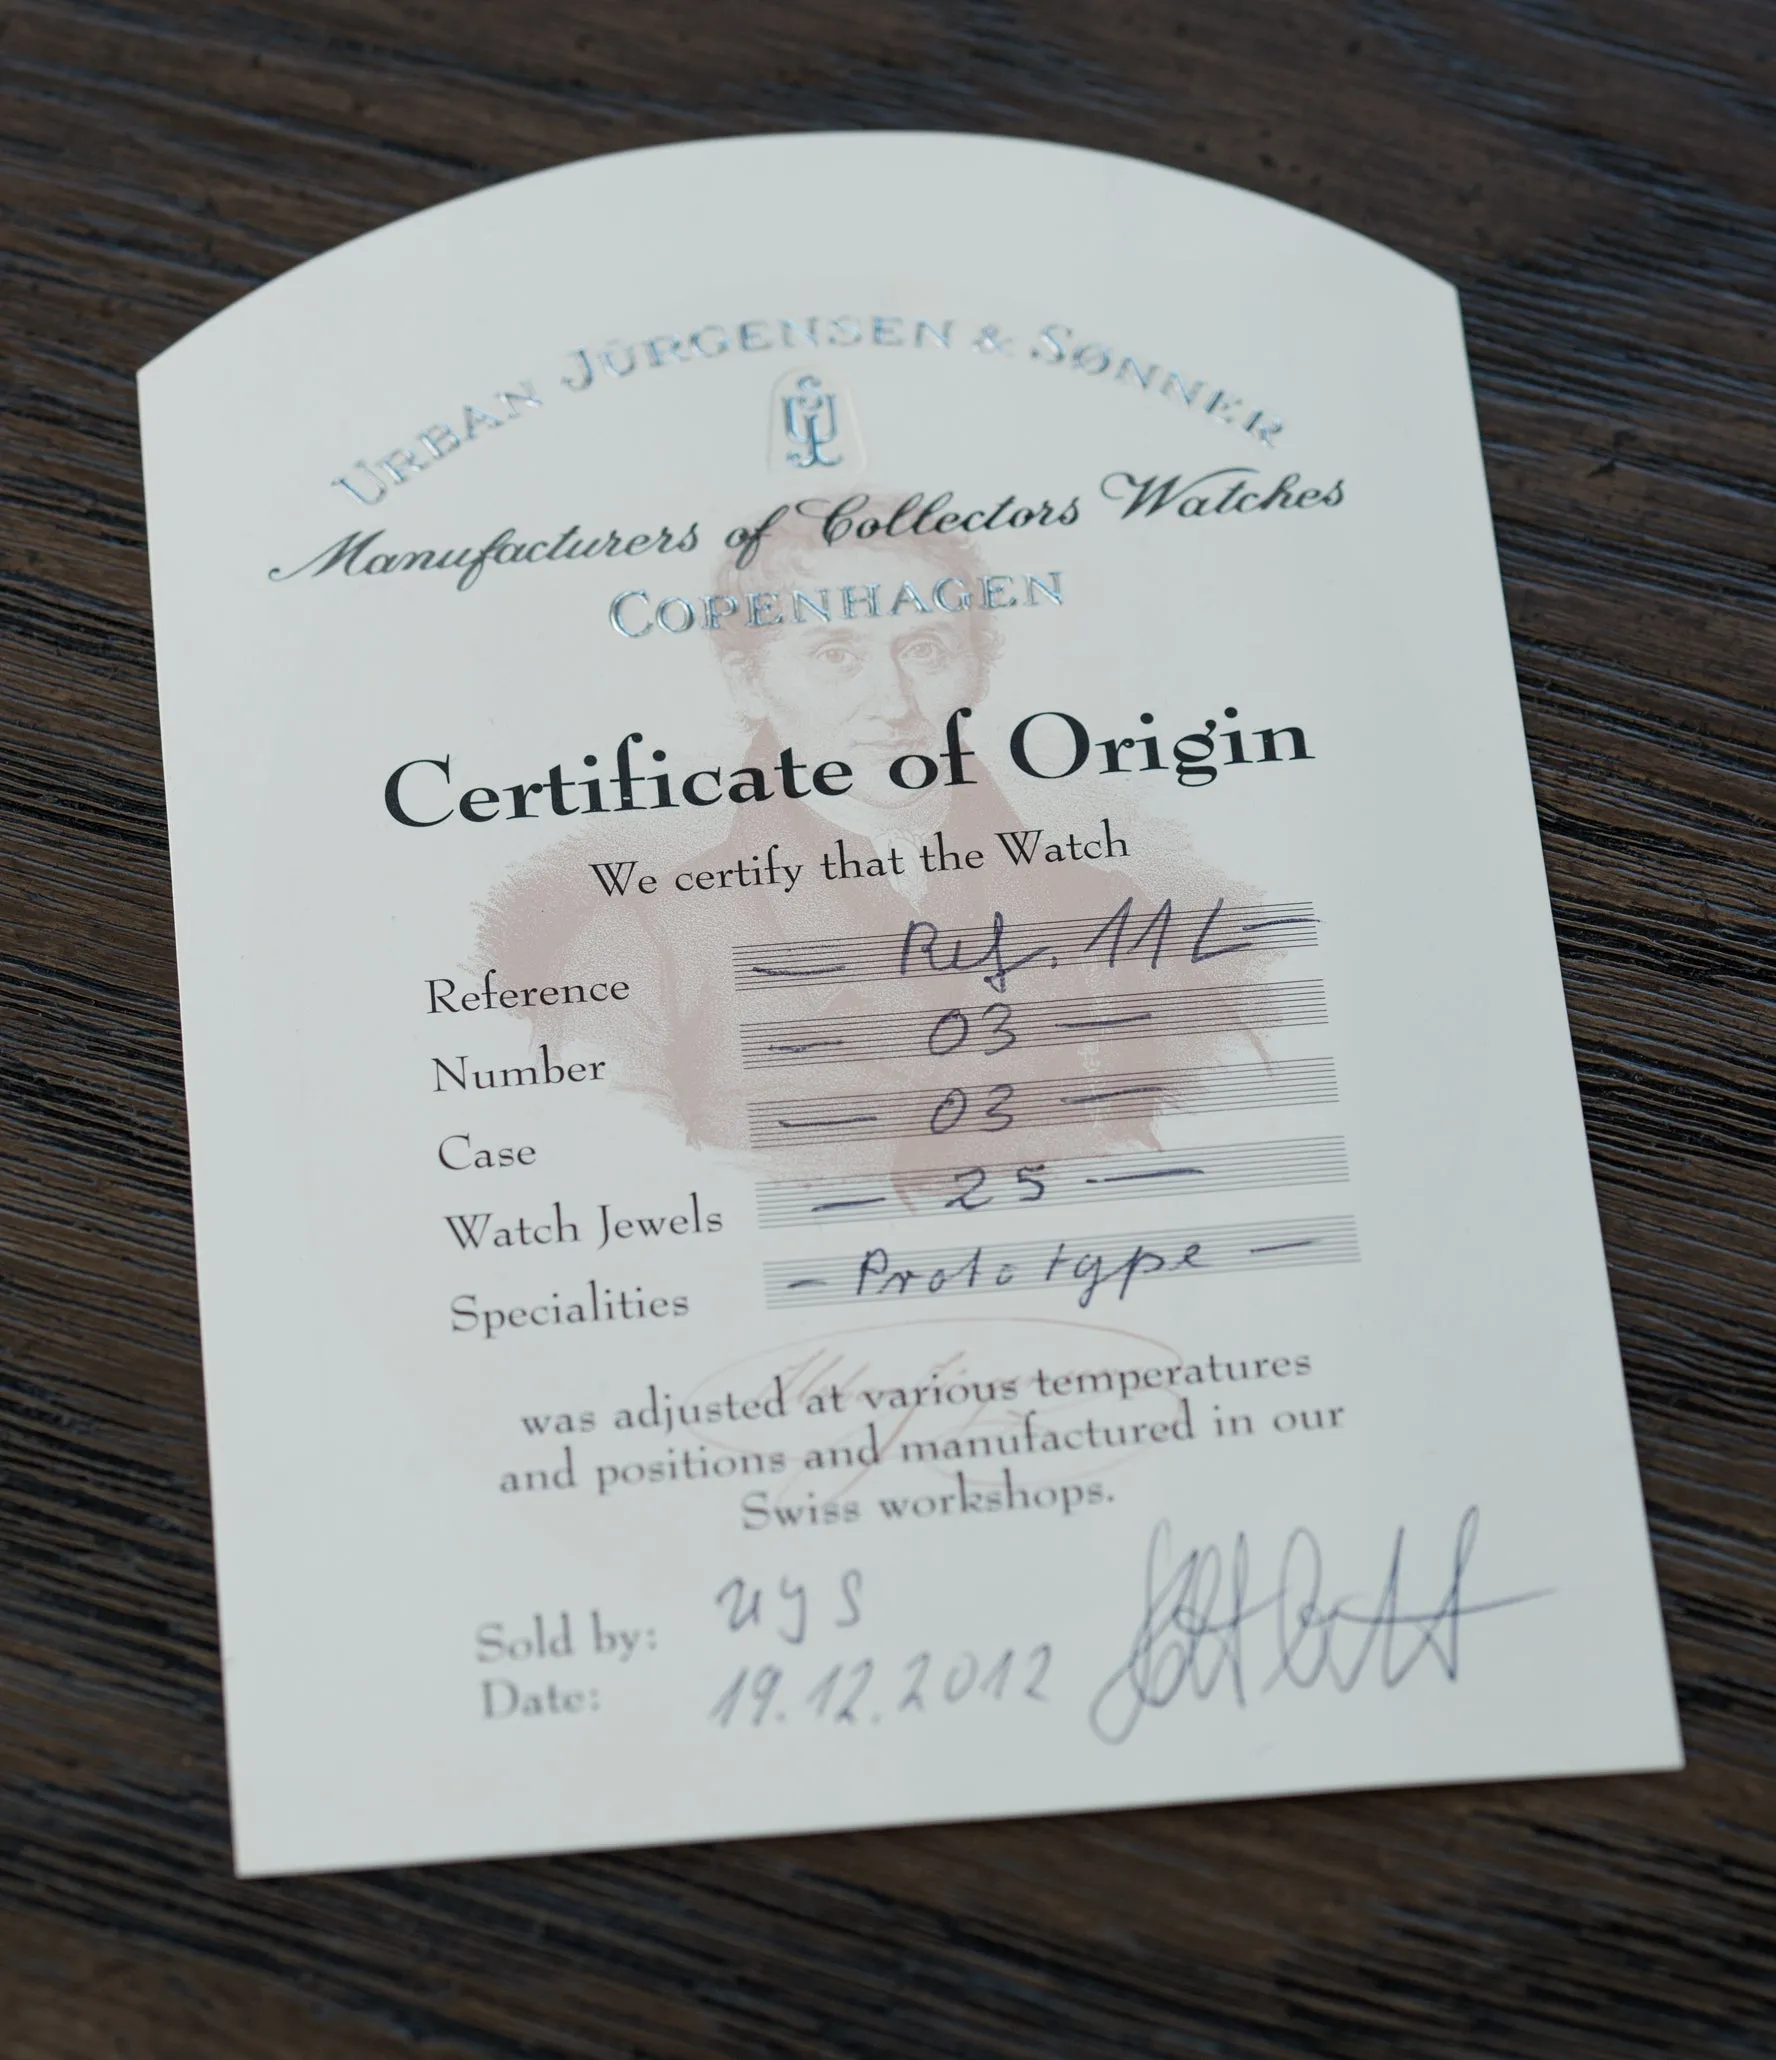 URBAN JÜRGENSEN & SØNNER
Manufacturers of Collectors Watches
COPENHAGEN
Certificate of Origin
We certify that the Watch
Reference — Ref. 11 L —
Number — 03 —
Case — 03 —
Watch Jewels — 25 —
Specialities — Prototype —
was adjusted at various temperatures
and positions and manufactured in our
Swiss workshops.
Sold by: UJS
Date: 19.12.2012